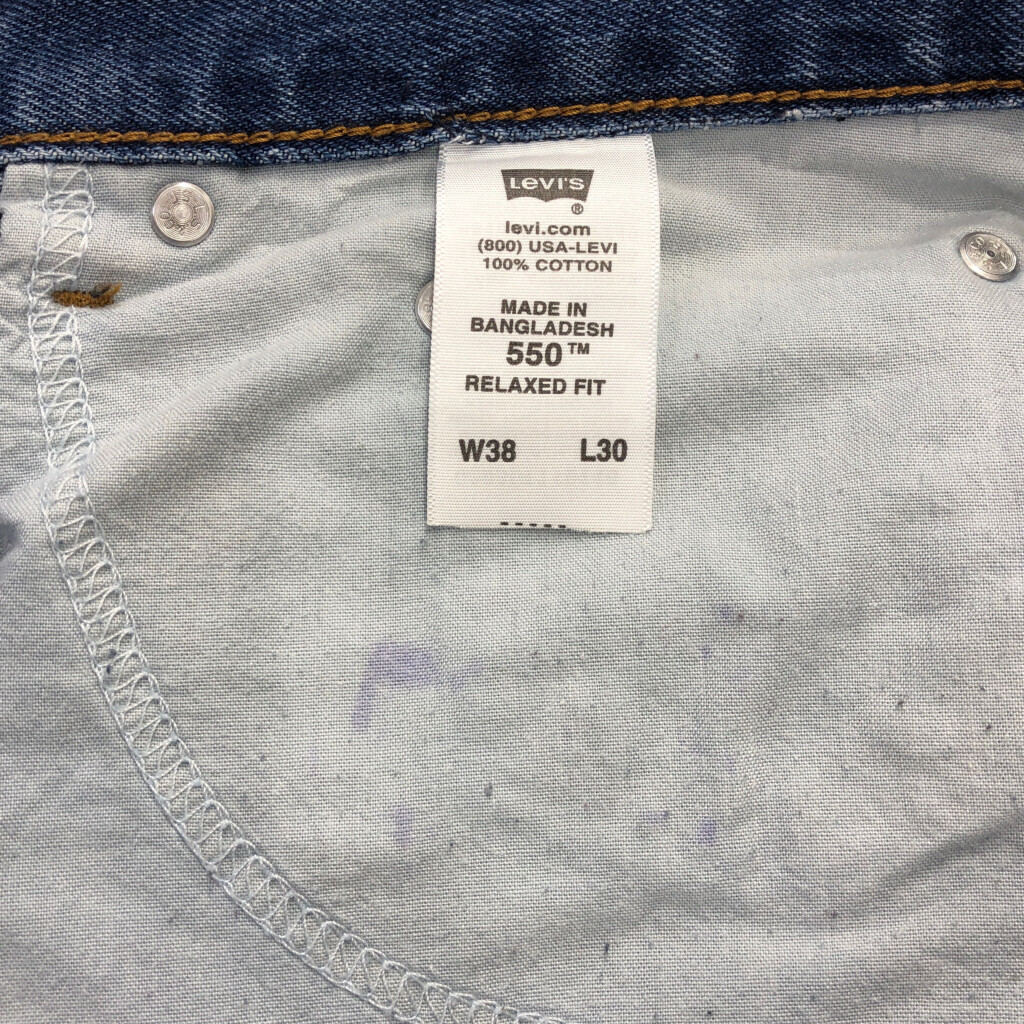 LEVI'S
®
levi.com
(800) USA-LEVI
100% COTTON
MADE IN
BANGLADESH
550™
RELAXED FIT
W38 L30